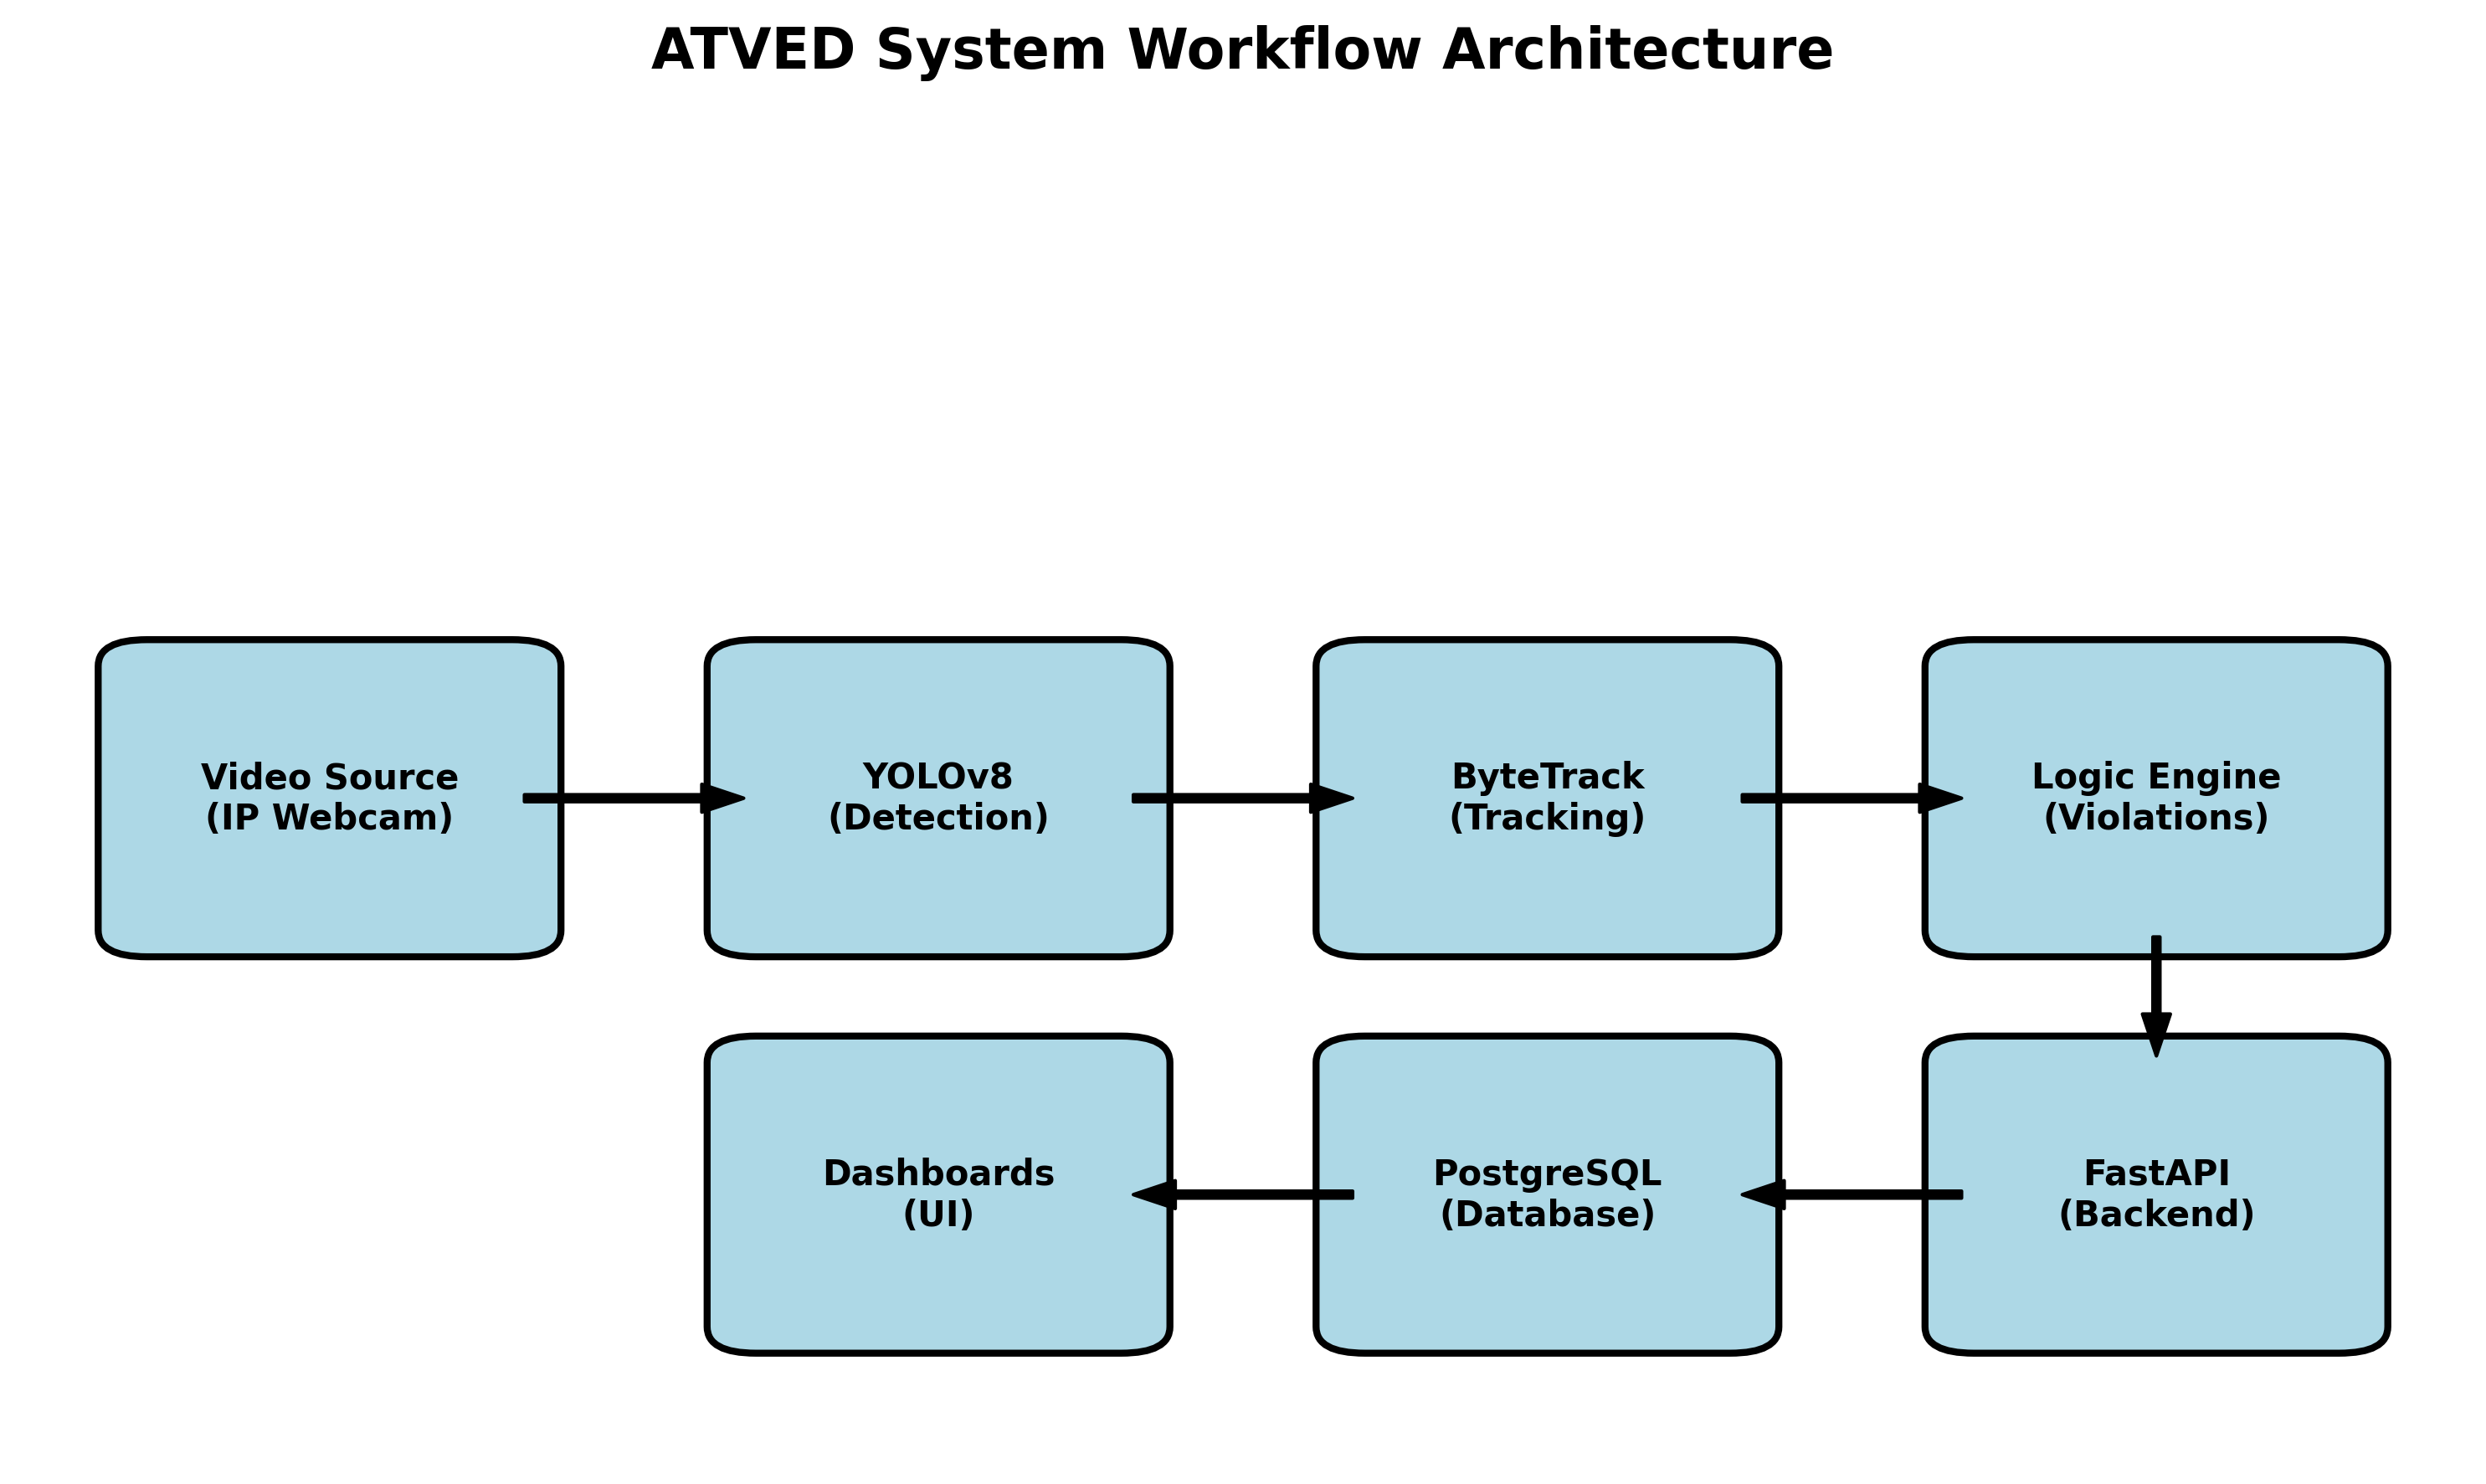 ATVED System Workflow Architecture
Video Source
(IP Webcam)
YOLOv8
(Detection)
ByteTrack
(Tracking)
Logic Engine
(Violations)
Dashboards
(UI)
PostgreSQL
(Database)
FastAPI
(Backend)